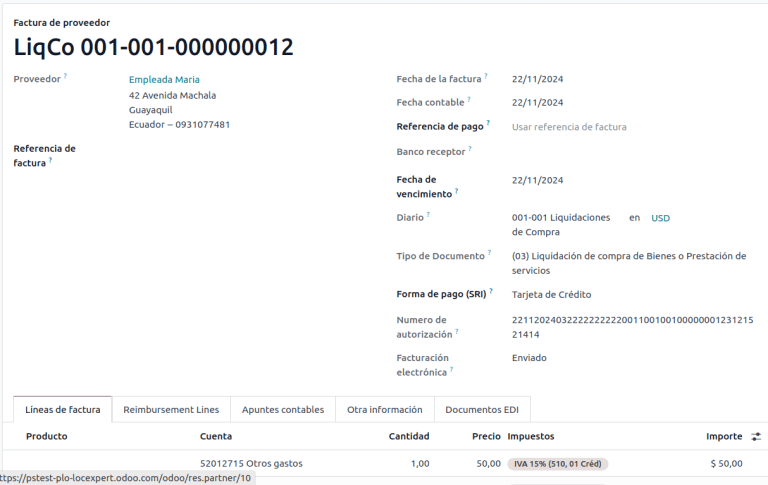 Factura de proveedor
LiqCo 001-001-000000012
Proveedor ?
Empleada Maria
42 Avenida Machala
Guayaquil
Ecuador – 0931077481
Referencia de
factura ?
Fecha de la factura ? 22/11/2024
Fecha contable ? 22/11/2024
Referencia de pago ? Usar referencia de factura
Banco receptor ?
Fecha de
vencimiento ? 22/11/2024
Diario ? 001-001 Liquidaciones en USD
de Compra
Tipo de Documento ? (03) Liquidación de compra de Bienes o Prestación de
servicios
Forma de pago (SRI) ? Tarjeta de Crédito
Numero de
autorización ?
22112024032222222222001100100100000001231215
21414
Facturación
electrónica ?
Enviado
Líneas de factura Reimbursement Lines Apuntes contables Otra información Documentos EDI
Producto Cuenta Cantidad Precio Impuestos Importe
52012715 Otros gastos 1,00 50,00 IVA 15% (510, 01 Créd) $ 50,00
ttps://pstest-plo-locexpert.odoo.com/odoo/res.partner/10